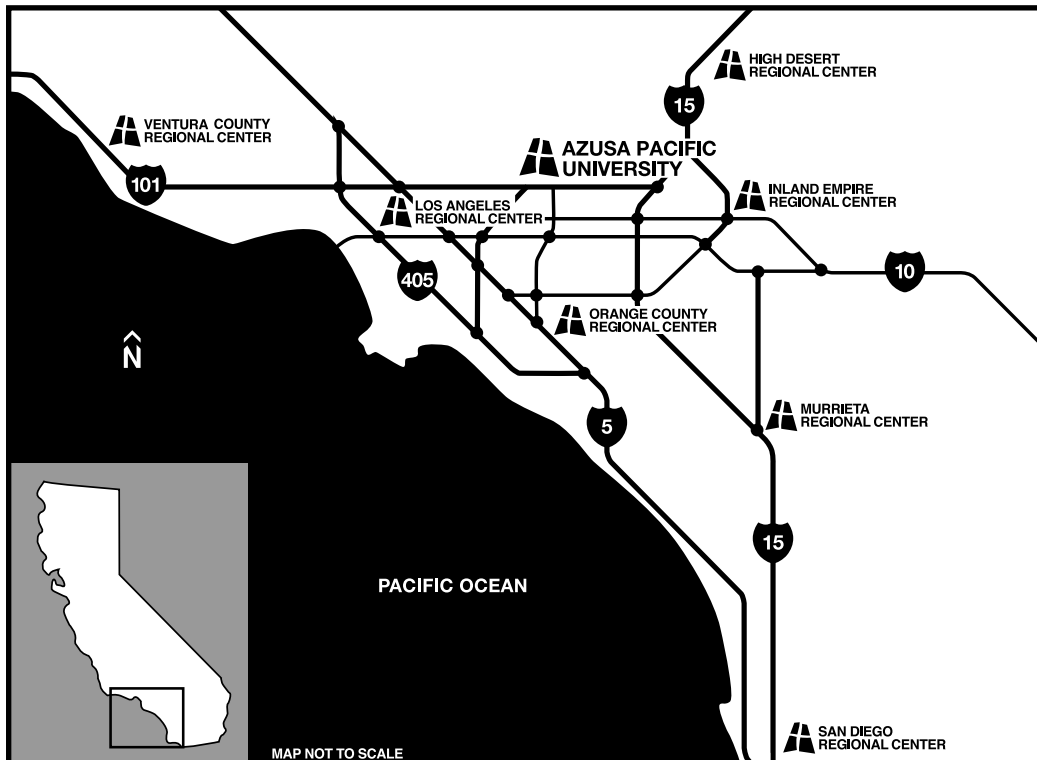 HIGH DESERT
REGIONAL CENTER
15
VENTURA COUNTY
REGIONAL CENTER
AZUSA PACIFIC
UNIVERSITY
101
INLAND EMPIRE
REGIONAL CENTER
LOS ANGELES
REGIONAL CENTER
405
10
ORANGE COUNTY
REGIONAL CENTER
N
MURRIETA
REGIONAL CENTER
5
15
PACIFIC OCEAN
SAN DIEGO
REGIONAL CENTER
MAP NOT TO SCALE